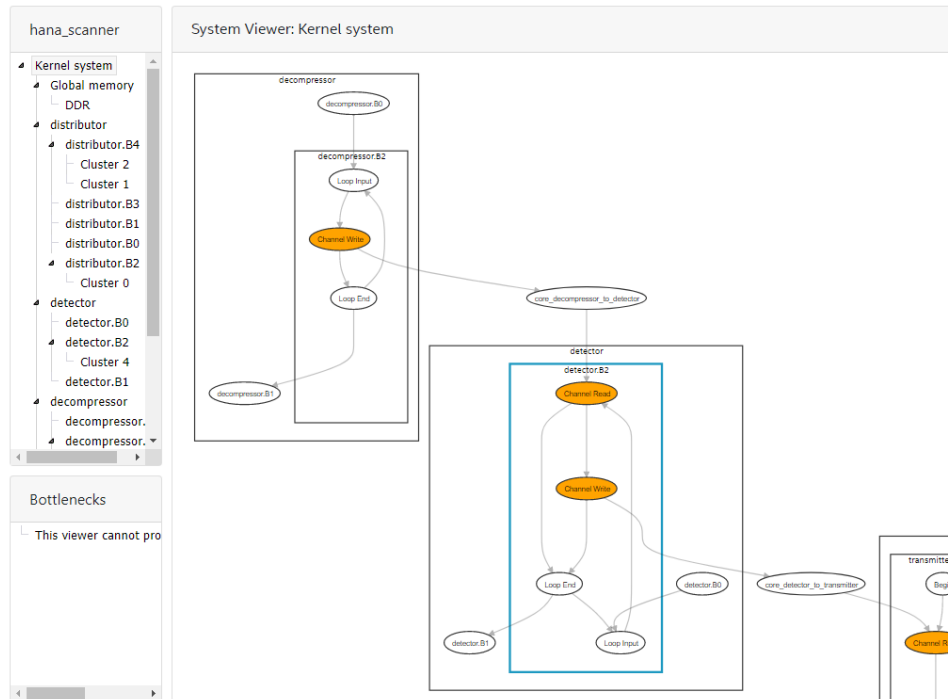 hana_scanner
Kernel system
Global memory
DDR
distributor
distributor.B4
Cluster 2
Cluster 1
distributor.B3
distributor.B1
distributor.B0
distributor.B2
Cluster 0
detector
detector.B0
detector.B2
Cluster 4
detector.B1
decompressor
decompressor.
decompressor.
Bottlenecks
This viewer cannot pro
System Viewer: Kernel system
decompressor
decompressor.B0
decompressor.B2
Loop Input
Channel Write
Loop End
decompressor.B1
core_decompressor_to_detector
detector
detector.B2
Channel Read
Channel Write
Loop End
detector.B0
detector.B1
Loop Input
core_detector_to_transmitter
transmitte
Begi
Channel R